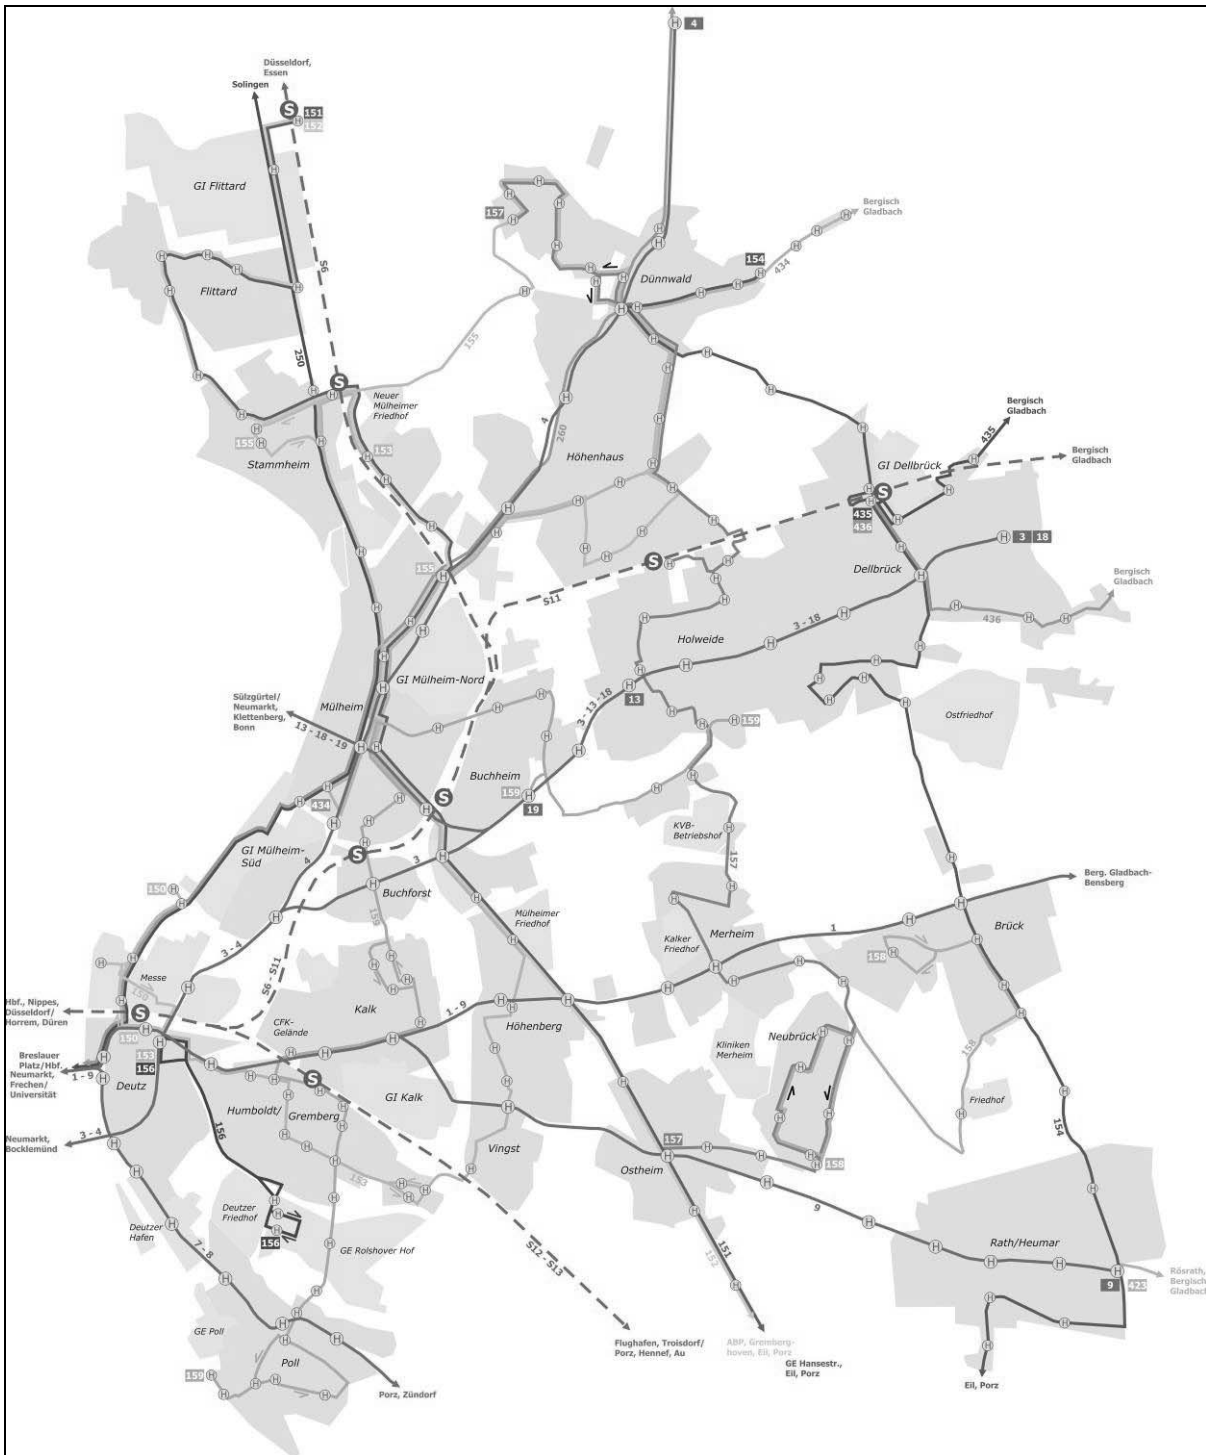 4
Düsseldorf,
Essen
Solingen
S
151
152
GI Flittard
157
Bergisch
Gladbach
S6
154
434
Dünnwald
Flittard
155
250
S
Neuer
Mülheimer
Friedhof
4
260
Bergisch
Gladbach
435
155
153
Höhenhaus
GI Dellbrück
Bergisch
Gladbach
Stammheim
S
435
436
3 18
155
S
Dellbrück
Bergisch
Gladbach
S11
3 - 18
436
Holweide
GI Mülheim-Nord
13
Sülzgürtel/
Neumarkt,
Klettenberg,
Bonn
Mülheim
3 - 13 - 18
159
Ostfriedhof
13 - 18 - 19
Buchheim
159
S
434
19
KVB-
Betriebshof
GI Mülheim-
Süd
4
S
3
157
150
Buchforst
Berg. Gladbach-
Bensberg
159
Mülheimer
Friedhof
1
Kalker
Friedhof
Merheim
Brück
3 - 4
158
Messe
S6 - S11
150
Kalk
Hbf., Nippes,
Düsseldorf/
Horrem, Düren
S
1 - 9
CFK-
Gelände
Höhenberg
150
Neubrück
Kliniken
Merheim
158
Breslauer
Platz/Hbf.
Neumarkt,
Frechen/
Universität
1 - 9
153
156
Deutz
S
GI Kalk
Friedhof
Humboldt/
Gremberg
156
154
Neumarkt,
Bocklemünd
3 - 4
157
Vingst
Ostheim
158
153
Deutzer
Friedhof
9
Deutzer
Hafen
156
GE Rolshover Hof
151
152
Rath/Heumar
7 - 8
S12 - S13
9 423
Rösrath,
Bergisch
Gladbach
GE Poll
Flughafen, Troisdorf/
Porz, Hennef, Au
ABP, Gremberg-
hoven, Eil, Porz
GE Hansestr.,
Eil, Porz
Poll
159
Porz, Zündorf
Eil, Porz